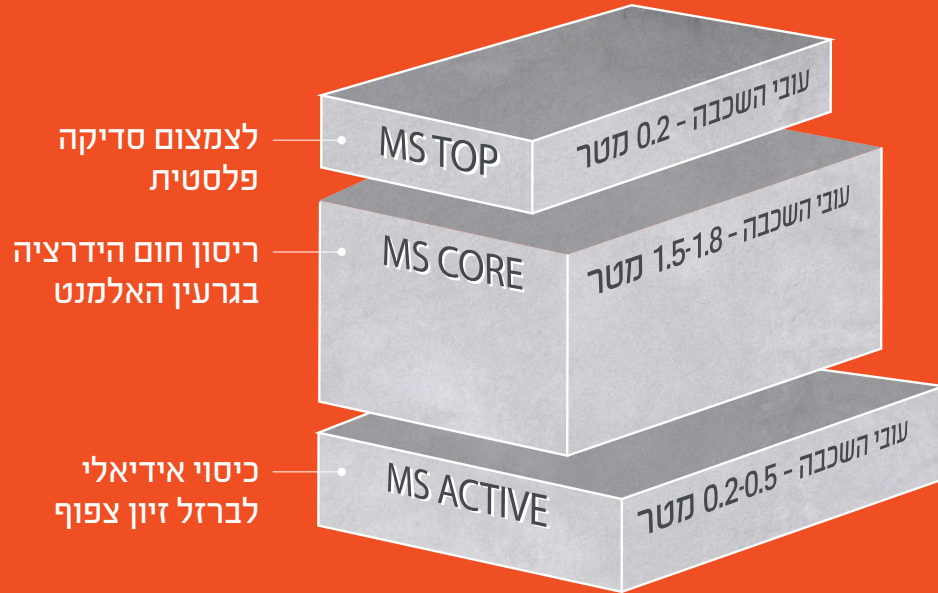 לצמצום סדיקה
פלסטית
MS TOP
עובי השכבה - 0.2 מטר
ריסון חום הידרציה
בגרעין האלמנט
MS CORE
עובי השכבה - 1.5-1.8 מטר
כיסוי אידיאלי
לברזל זיון צפוף
MS ACTIVE
עובי השכבה - 0.2-0.5 מטר